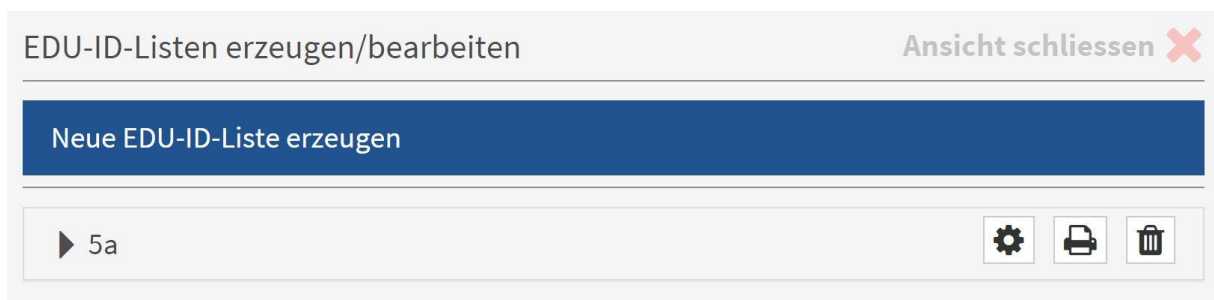 EDU-ID-Listen erzeugen/bearbeiten
Ansicht schliessen
Neue EDU-ID-Liste erzeugen
5a